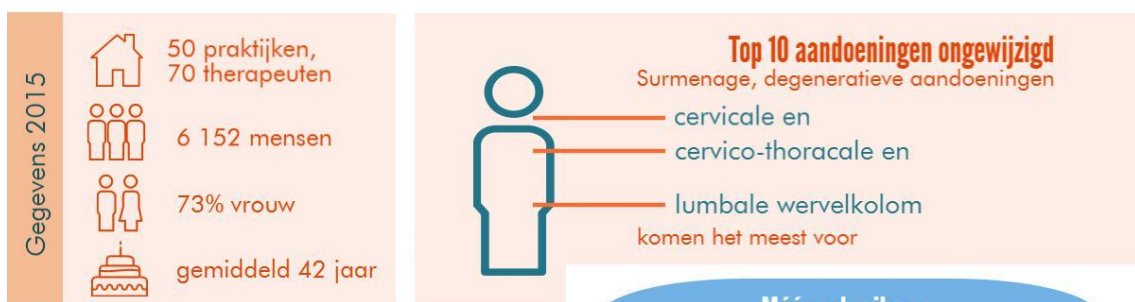 Gegevens 2015
50 praktijken,
70 therapeuten
6 152 mensen
73% vrouw
gemiddeld 42 jaar
Top 10 aandoeningen ongewijzigd
Surmenage, degeneratieve aandoeningen
cervicale en
cervico-thoracale en
lumbale wervelkolom
komen het meest voor